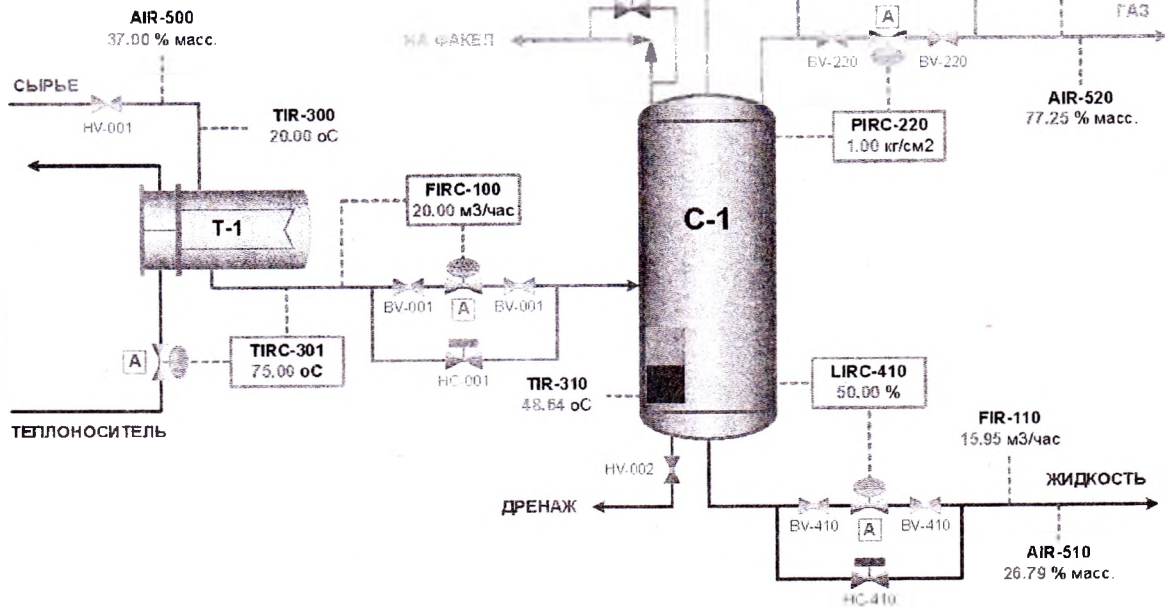 AIR-500
37.00 % масс.
СЫРЬЕ
HV-001
TIR-300
20.00 оС
T-1
FIRC-100
20.00 м3/час
BV-001
A
BV-001
HC-001
A
TIRC-301
75.00 оС
ТЕПЛОНОСИТЕЛЬ
НА ФАКЕЛ
C-1
A
BV-220
BV-220
ГАЗ
PIRC-220
1.00 кг/см2
AIR-520
77.25 % масс.
TIR-310
48.64 оС
LIRC-410
50.00 %
HV-002
ДРЕНАЖ
BV-410
A
BV-410
HC-410
FIR-110
15.95 м3/час
ЖИДКОСТЬ
AIR-510
26.79 % масс.